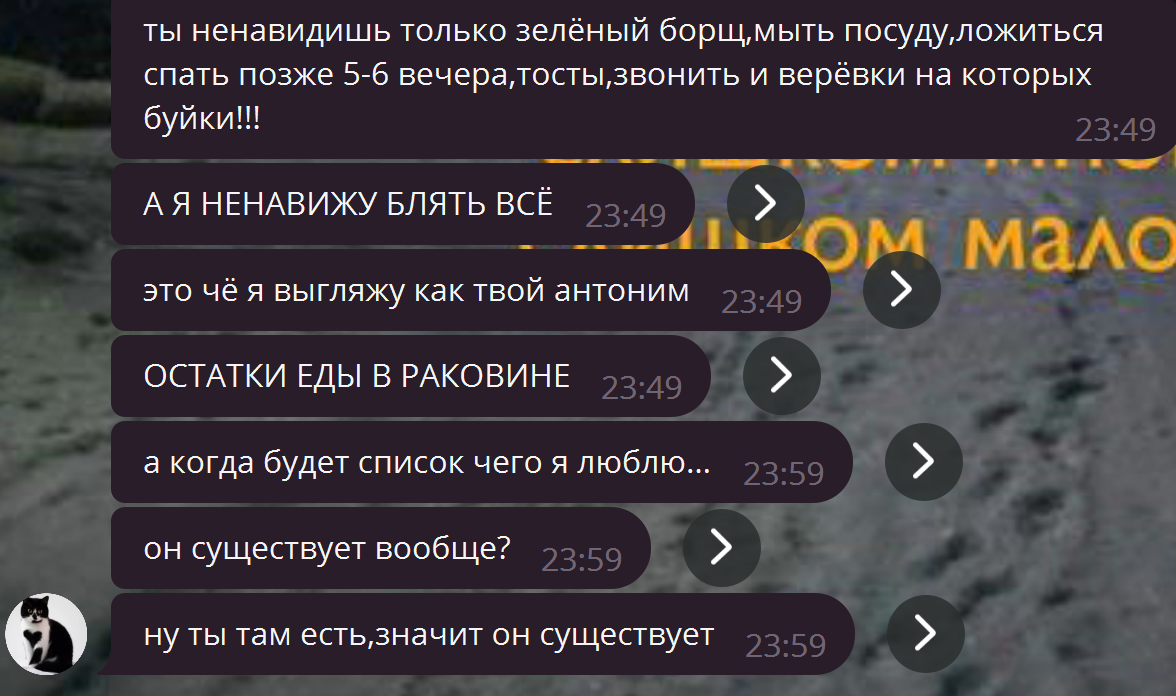 ты ненавидишь только зелёный борщ,мыть посуду,ложиться
спать позже 5-6 вечера,тосты,звонить и верёвки на которых
буйки!!!
23:49
А Я НЕНАВИЖУ БЛЯТЬ ВСЁ 23:49
ком мало
это чё я выгляжу как твой антоним 23:49
ОСТАТКИ ЕДЫ В РАКОВИНЕ 23:49
а когда будет список чего я люблю... 23:59
он существует вообще? 23:59
ну ты там есть,значит он существует 23:59